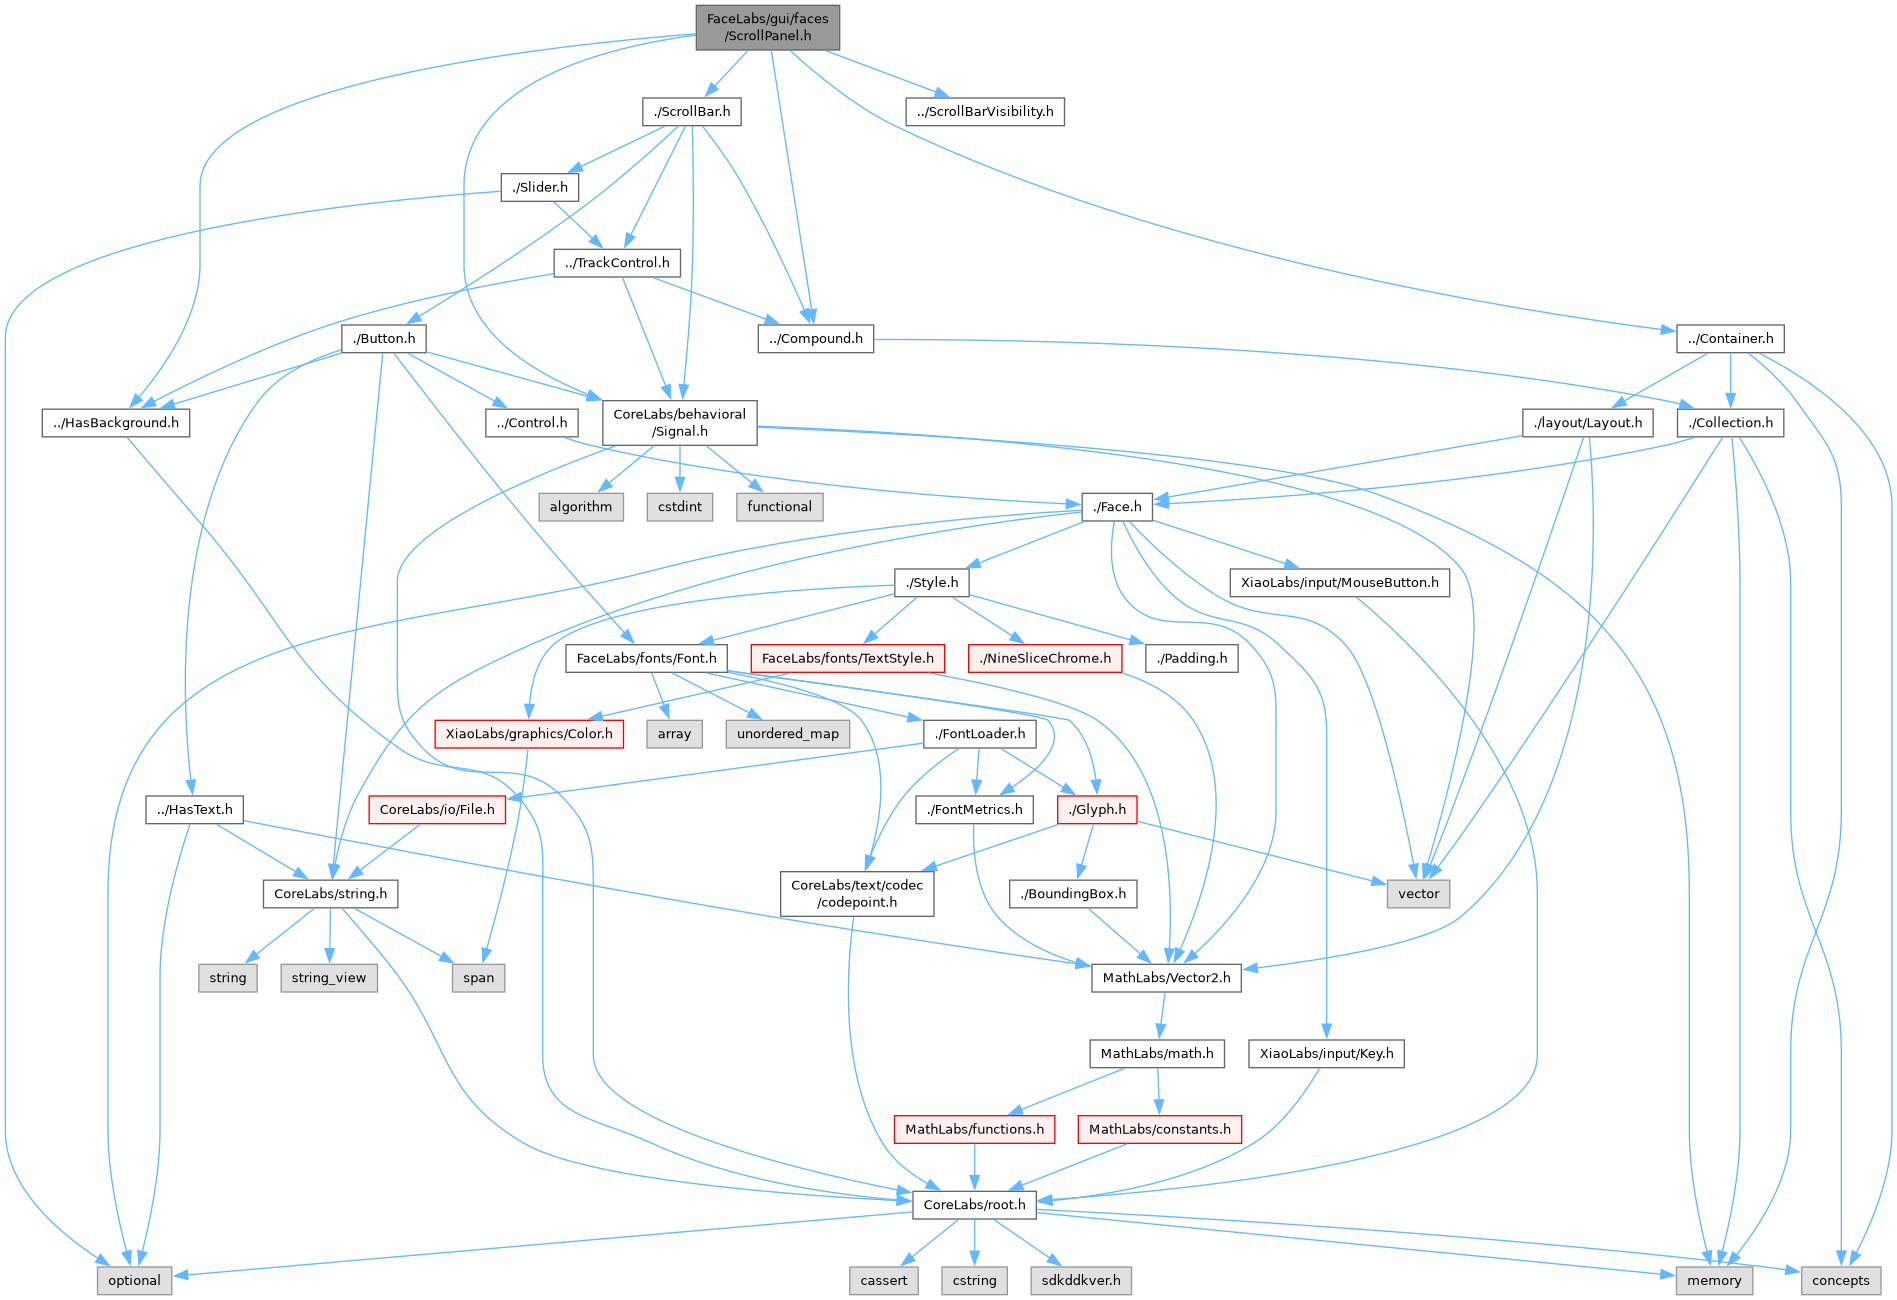 FaceLabs/gui/faces
/ScrollPanel.h
./ScrollBar.h
../ScrollBarVisibility.h
./Slider.h
../TrackControl.h
./Button.h
../Compound.h
../Container.h
../HasBackground.h
../Control.h
CoreLabs/behavioral
/Signal.h
./layout/Layout.h
./Collection.h
algorithm
cstdint
functional
./Face.h
./Style.h
XiaoLabs/input/MouseButton.h
FaceLabs/fonts/Font.h
FaceLabs/fonts/TextStyle.h
./NineSliceChrome.h
./Padding.h
XiaoLabs/graphics/Color.h
array
unordered_map
./FontLoader.h
../HasText.h
CoreLabs/io/File.h
./FontMetrics.h
./Glyph.h
CoreLabs/string.h
CoreLabs/text/codec
/codepoint.h
./BoundingBox.h
vector
string
string_view
span
MathLabs/Vector2.h
MathLabs/math.h
XiaoLabs/input/Key.h
MathLabs/functions.h
MathLabs/constants.h
CoreLabs/root.h
optional
cassert
cstring
sdkddkver.h
memory
concepts